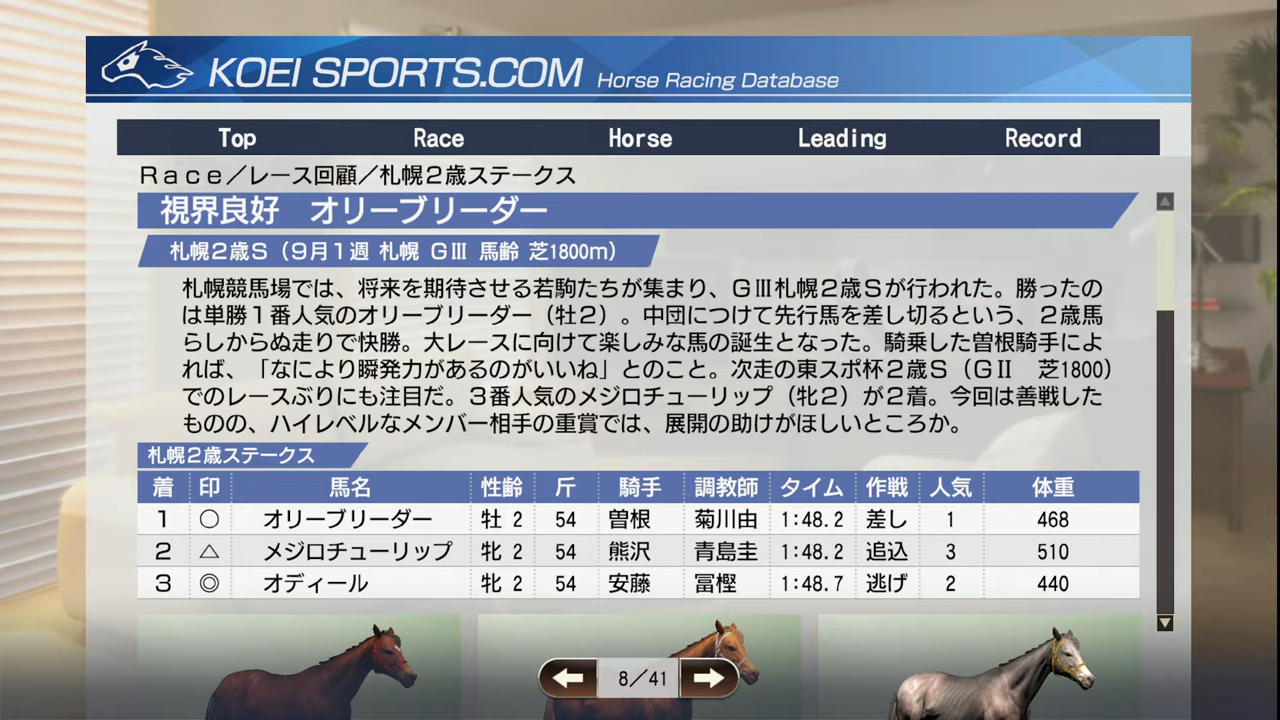 KOEI SPORTS.COM Horse Racing Database
Top Race Horse Leading Record
Ｒａｃｅ／レース回顧／札幌２歳ステークス
視界良好　オリーブリーダー
札幌２歳Ｓ（９月１週 札幌 ＧⅢ 馬齢 芝1800m）
札幌競馬場では、将来を期待させる若駒たちが集まり、ＧⅢ札幌２歳Ｓが行われた。勝ったの
は単勝１番人気のオリーブリーダー（牡２）。中団につけて先行馬を差し切るという、２歳馬
らしからぬ走りで快勝。大レースに向けて楽しみな馬の誕生となった。騎乗した曽根騎手によ
れば、「なにより瞬発力があるのがいいね」とのこと。次走の東スポ杯２歳Ｓ（ＧⅡ　芝1800）
でのレースぶりにも注目だ。３番人気のメジロチューリップ（牝２）が２着。今回は善戦した
ものの、ハイレベルなメンバー相手の重賞では、展開の助けがほしいところか。
札幌２歳ステークス
着 印 馬名 性齢 斤 騎手 調教師 タイム 作戦 人気 体重
1 ○ オリーブリーダー 牡 2 54 曽根 菊川由 1:48.2 差し 1 468
2 △ メジロチューリップ 牝 2 54 熊沢 青島圭 1:48.2 追込 3 510
3 ◎ オディール 牝 2 54 安藤 冨樫 1:48.7 逃げ 2 440
8／41